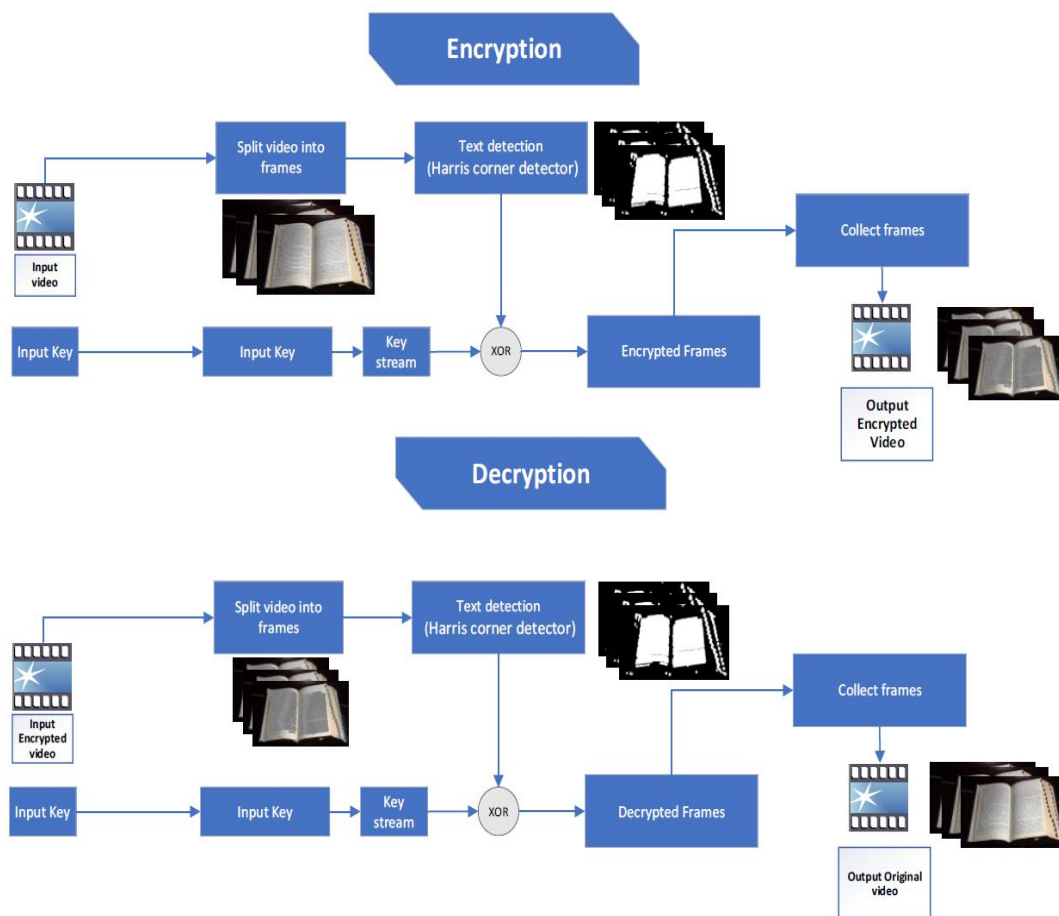 Encryption
Split video into
frames
Text detection
(Harris corner detector)
Collect frames
Input
video
Input Key
Input Key
Key
stream
XOR
Encrypted Frames
Output
Encrypted
Video
Decryption
Split video into
frames
Text detection
(Harris corner detector)
Collect frames
Input
Encrypted
video
Input Key
Input Key
Key
stream
XOR
Decrypted Frames
Output Original
video